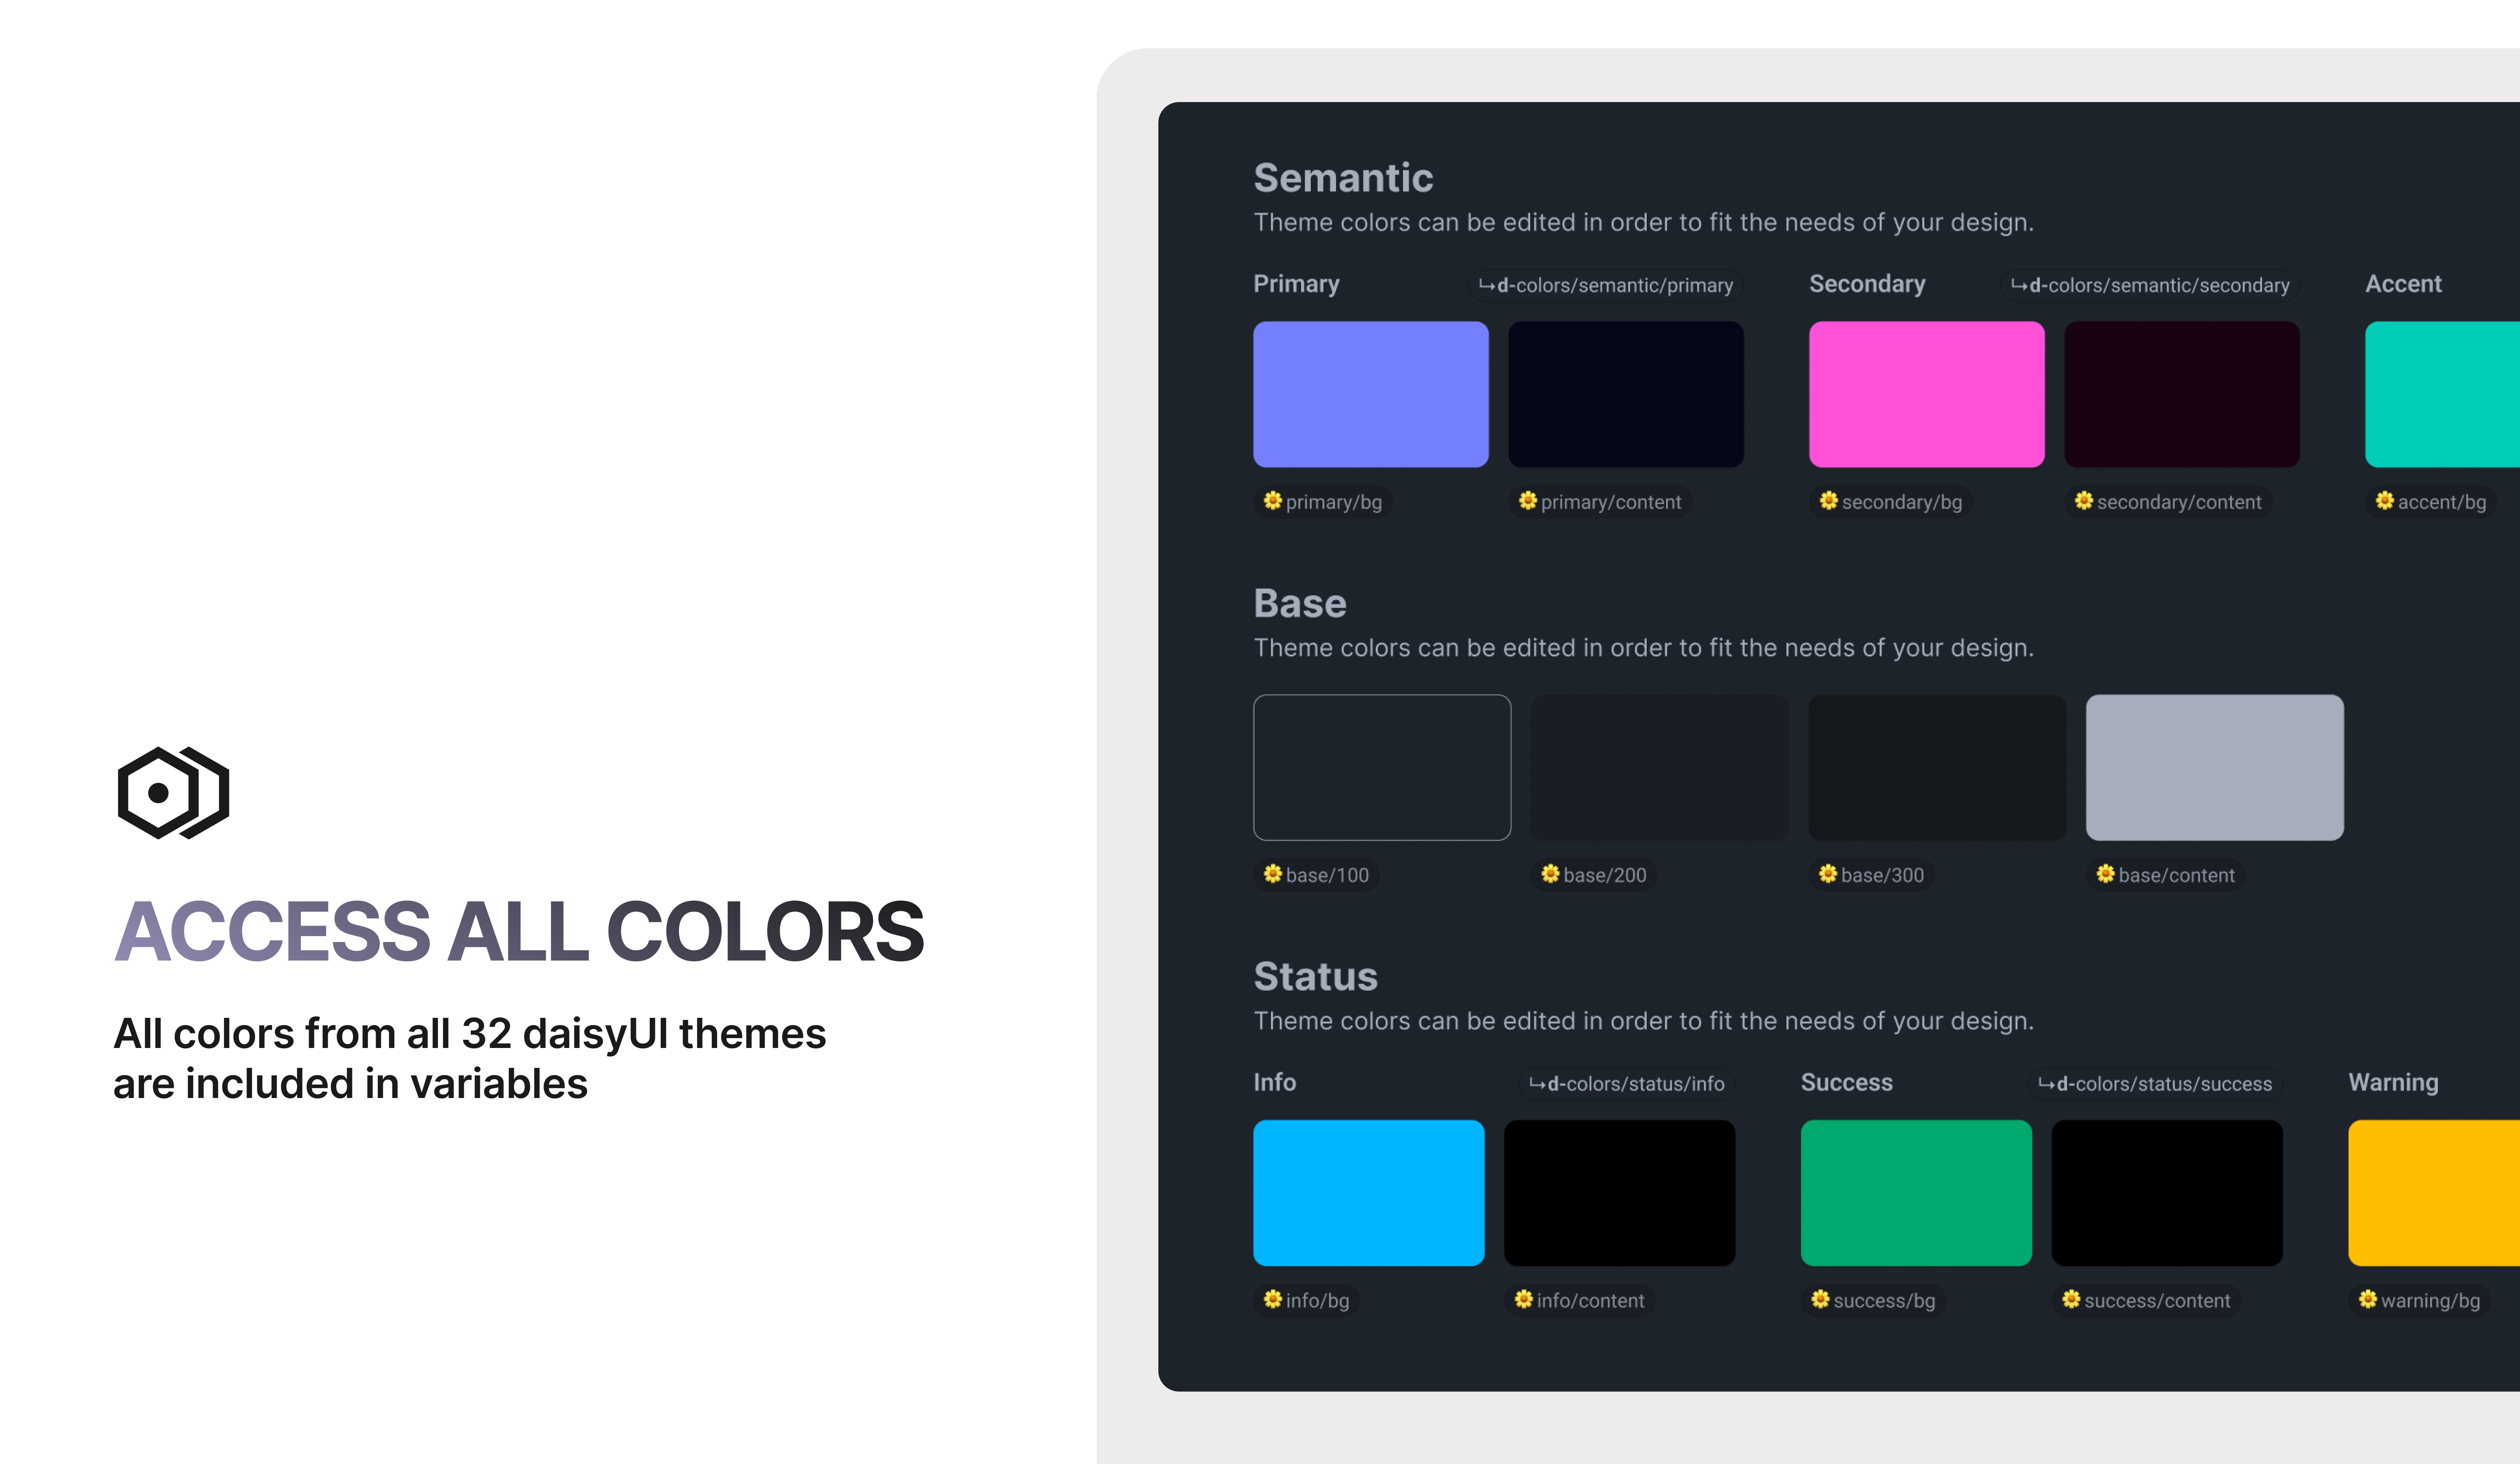 ACCESS ALL COLORS
All colors from all 32 daisyUI themes
are included in variables
Semantic
Theme colors can be edited in order to fit the needs of your design.
Primary
↳d-colors/semantic/primary
Secondary
↳d-colors/semantic/secondary
Accent
primary/bg
primary/content
secondary/bg
secondary/content
accent/bg
Base
Theme colors can be edited in order to fit the needs of your design.
base/100
base/200
base/300
base/content
Status
Theme colors can be edited in order to fit the needs of your design.
Info
↳d-colors/status/info
Success
↳d-colors/status/success
Warning
info/bg
info/content
success/bg
success/content
warning/bg